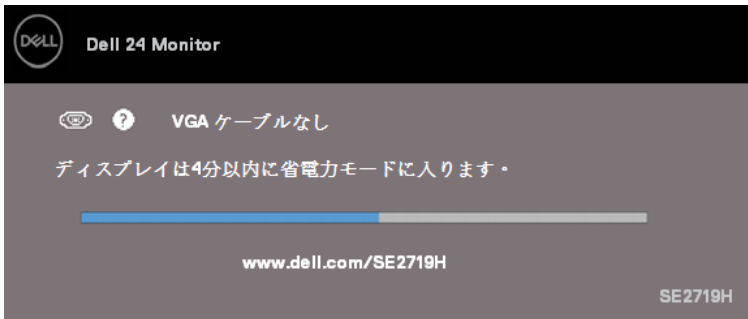 DELL
Dell 24 Monitor
? VGA ケーブルなし
ディスプレイは4分以内に省電力モードに入ります。
www.dell.com/SE2719H
SE2719H